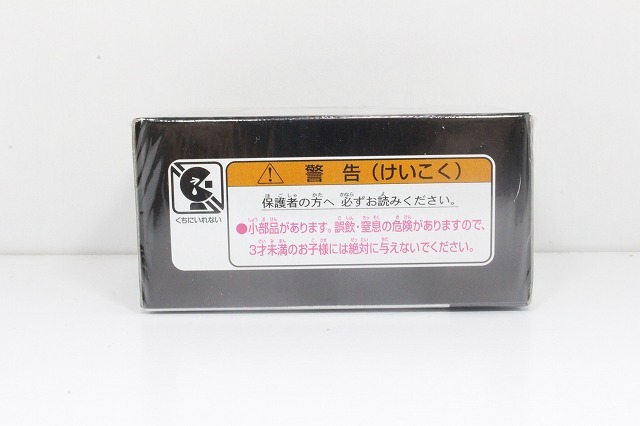 ⚠ 警告(けいこく)
保護者の方へ 必ずお読みください。
●小部品があります。誤飲・窒息の危険がありますので、
3才未満のお子様には絶対に与えないでください。
くちにいれない